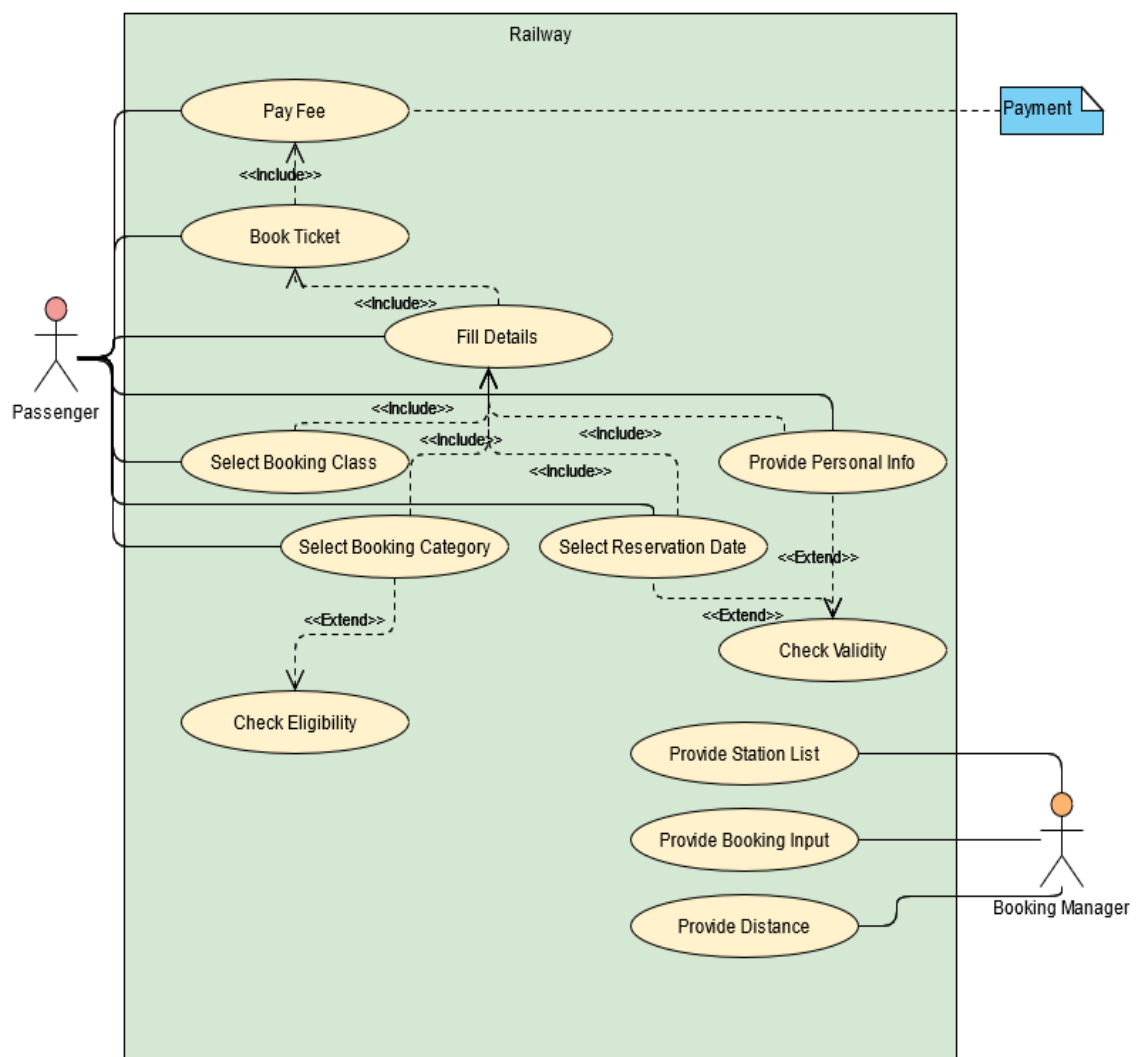 Railway
Pay Fee
Payment
<<Include>>
Book Ticket
<<Include>>
Fill Details
Passenger
<<Include>>
<<Include>>
<<Include>>
Select Booking Class
<<Include>>
Provide Personal Info
Select Booking Category
Select Reservation Date
<<Extend>>
<<Extend>>
<<Extend>>
Check Validity
Check Eligibility
Provide Station List
Provide Booking Input
Booking Manager
Provide Distance